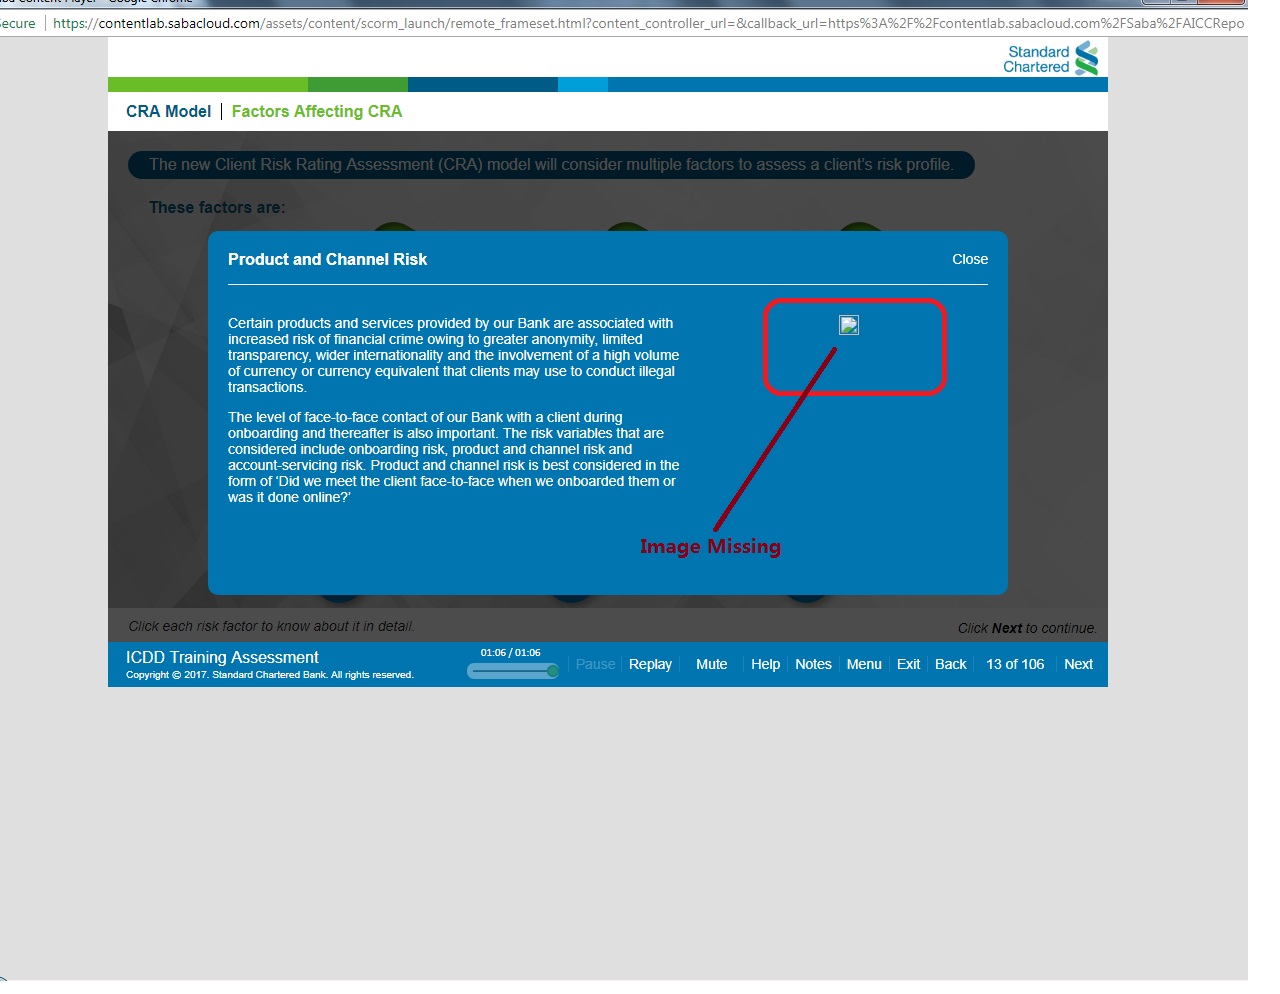 Content Player - Google Chrome
ecure
https://contentlab.sabacloud.com/assets/content/scorm_launch/remote_frameset.html?content_controller_url=&callback_url=https%3A%2F%2Fcontentlab.sabacloud.com%2FSaba%2FAICCRepo
Standard
Chartered
CRA Model | Factors Affecting CRA
The new Client Risk Rating Assessment (CRA) model will consider multiple factors to assess a client's risk profile.
These factors are:
Product and Channel Risk
Close
Certain products and services provided by our Bank are associated with
increased risk of financial crime owing to greater anonymity, limited
transparency, wider internationality and the involvement of a high volume
of currency or currency equivalent that clients may use to conduct illegal
transactions.
The level of face-to-face contact of our Bank with a client during
onboarding and thereafter is also important. The risk variables that are
considered include onboarding risk, product and channel risk and
account-servicing risk. Product and channel risk is best considered in the
form of ‘Did we meet the client face-to-face when we onboarded them or
was it done online?’
Image Missing
Click each risk factor to know about it in detail.
Click Next to continue.
ICDD Training Assessment
Copyright © 2017. Standard Chartered Bank. All rights reserved.
01:06 / 01:06
Pause Replay Mute Help Notes Menu Exit Back 13 of 106 Next